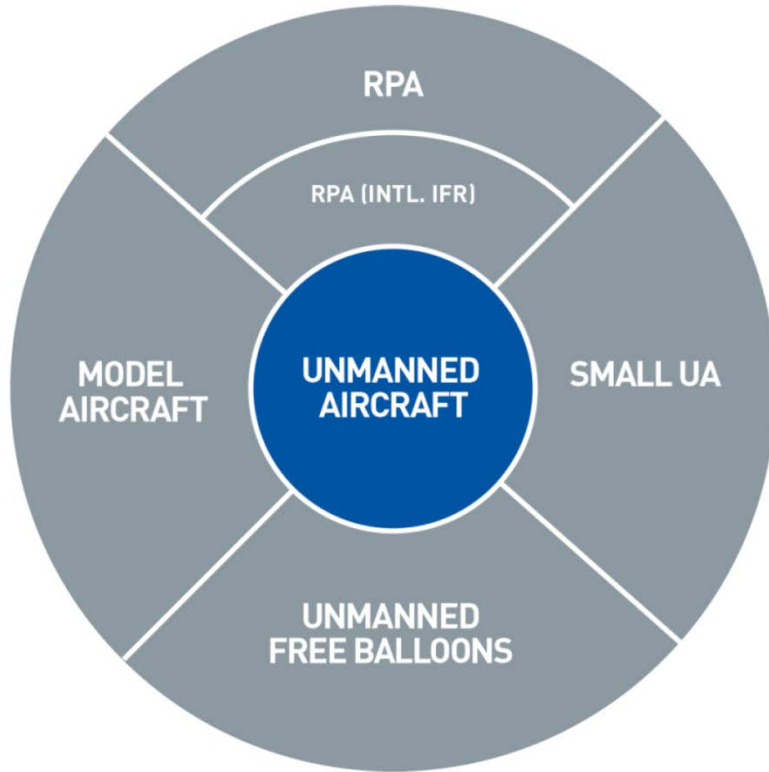 RPA
RPA (INTL. IFR)
MODEL
AIRCRAFT
UNMANNED
AIRCRAFT
SMALL UA
UNMANNED
FREE BALLOONS